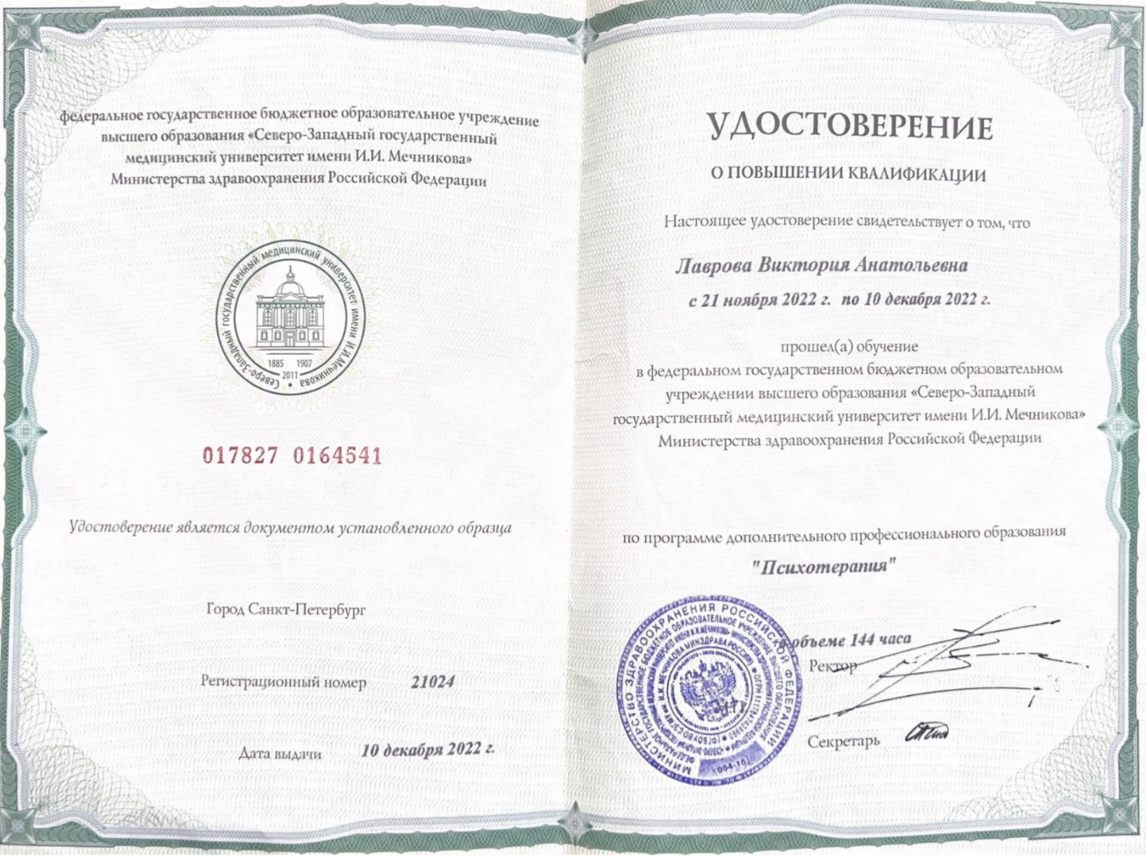 федеральное государственное бюджетное образовательное учреждение
высшего образования «Северо-Западный государственный
медицинский университет имени И.И. Мечникова»
Министерства здравоохранения Российской Федерации
Северо-Западный государственный медицинский университет имени И.И.Мечникова
1885 1907
2011
017827 0164541
Удостоверение является документом установленного образца
Город Санкт-Петербург
Регистрационный номер 21024
Дата выдачи 10 декабря 2022 г.
УДОСТОВЕРЕНИЕ
О ПОВЫШЕНИИ КВАЛИФИКАЦИИ
Настоящее удостоверение свидетельствует о том, что
Лаврова Виктория Анатольевна
с 21 ноября 2022 г. по 10 декабря 2022 г.
прошел(а) обучение
в федеральном государственном бюджетном образовательном
учреждении высшего образования «Северо-Западный
государственный медицинский университет имени И.И. Мечникова»
Министерства здравоохранения Российской Федерации
по программе дополнительного профессионального образования
"Психотерапия"
в объеме 144 часа
Ректор
Секретарь
МИНИСТЕРСТВО ЗДРАВООХРАНЕНИЯ РОССИЙСКОЙ ФЕДЕРАЦИИ